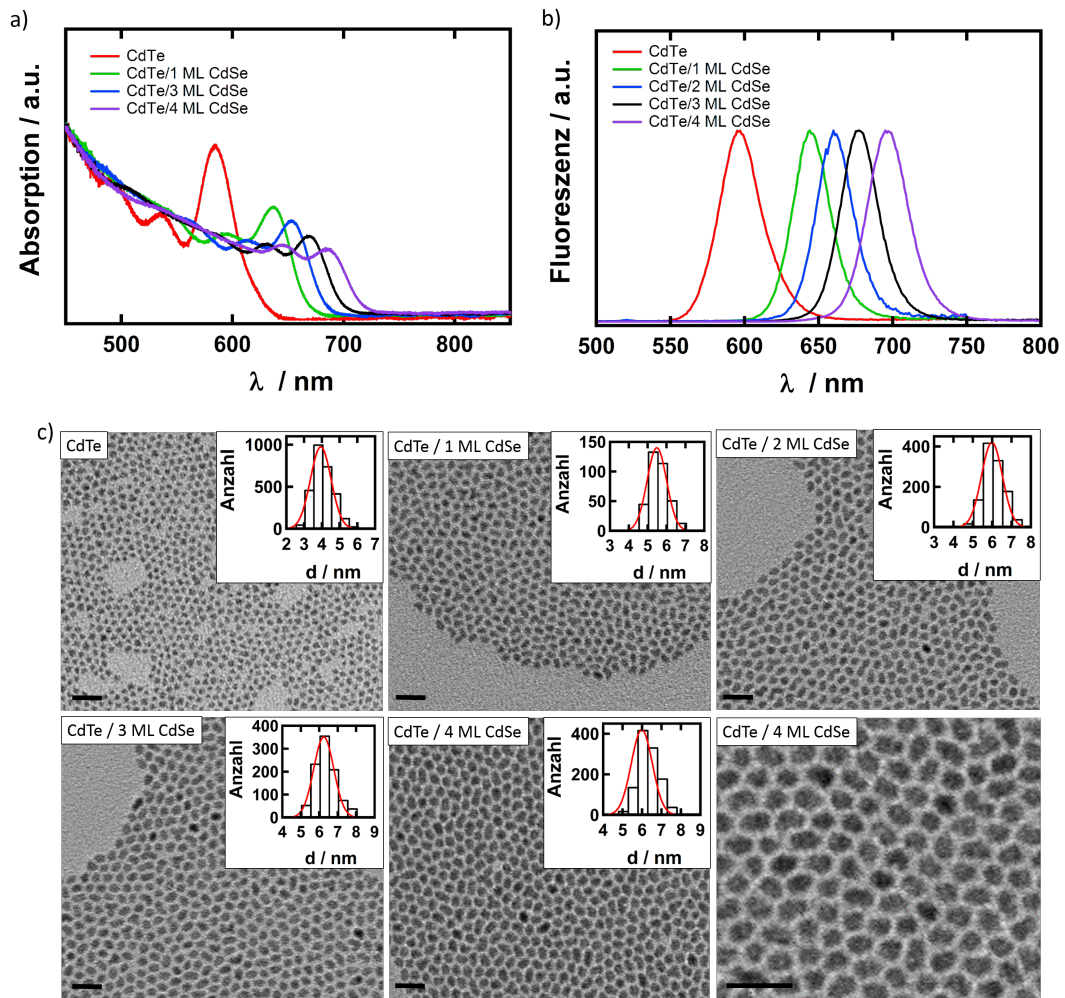 a)
CdTe
CdTe/1 ML CdSe
CdTe/3 ML CdSe
CdTe/4 ML CdSe
Absorption / a.u.
500 600 700 800
λ / nm
b)
CdTe
CdTe/1 ML CdSe
CdTe/2 ML CdSe
CdTe/3 ML CdSe
CdTe/4 ML CdSe
Fluoreszenz / a.u.
500 550 600 650 700 750 800
λ / nm
c)
CdTe
Anzahl
1000
500
0
2 3 4 5 6 7
d / nm
CdTe / 1 ML CdSe
Anzahl
150
100
50
0
3 4 5 6 7 8
d / nm
CdTe / 2 ML CdSe
Anzahl
400
200
0
3 4 5 6 7 8
d / nm
CdTe / 3 ML CdSe
Anzahl
400
300
200
100
0
4 5 6 7 8 9
d / nm
CdTe / 4 ML CdSe
Anzahl
400
200
0
4 5 6 7 8 9
d / nm
CdTe / 4 ML CdSe